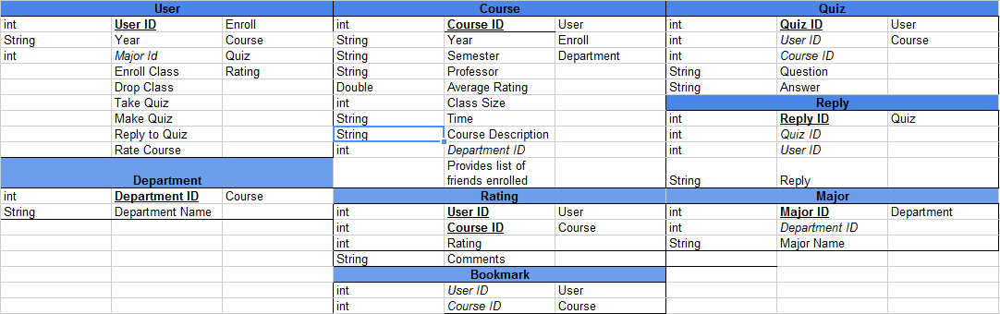 User Course Quiz
int User ID Enroll int Course ID User int Quiz ID User
String Year Course String Year Enroll int User ID Course
int Major Id Quiz String Semester Department int Course ID
Enroll Class Rating String Professor String Question
Drop Class Double Average Rating String Answer
Take Quiz int Class Size Reply
Make Quiz String Time int Reply ID Quiz
Reply to Quiz String Course Description int Quiz ID
Rate Course int Department ID int User ID
Provides list of
Department friends enrolled String Reply
int Department ID Course Rating Major
String Department Name int User ID User int Major ID Department
int Course ID Course int Department ID
int Rating String Major Name
String Comments
Bookmark
int User ID User
int Course ID Course